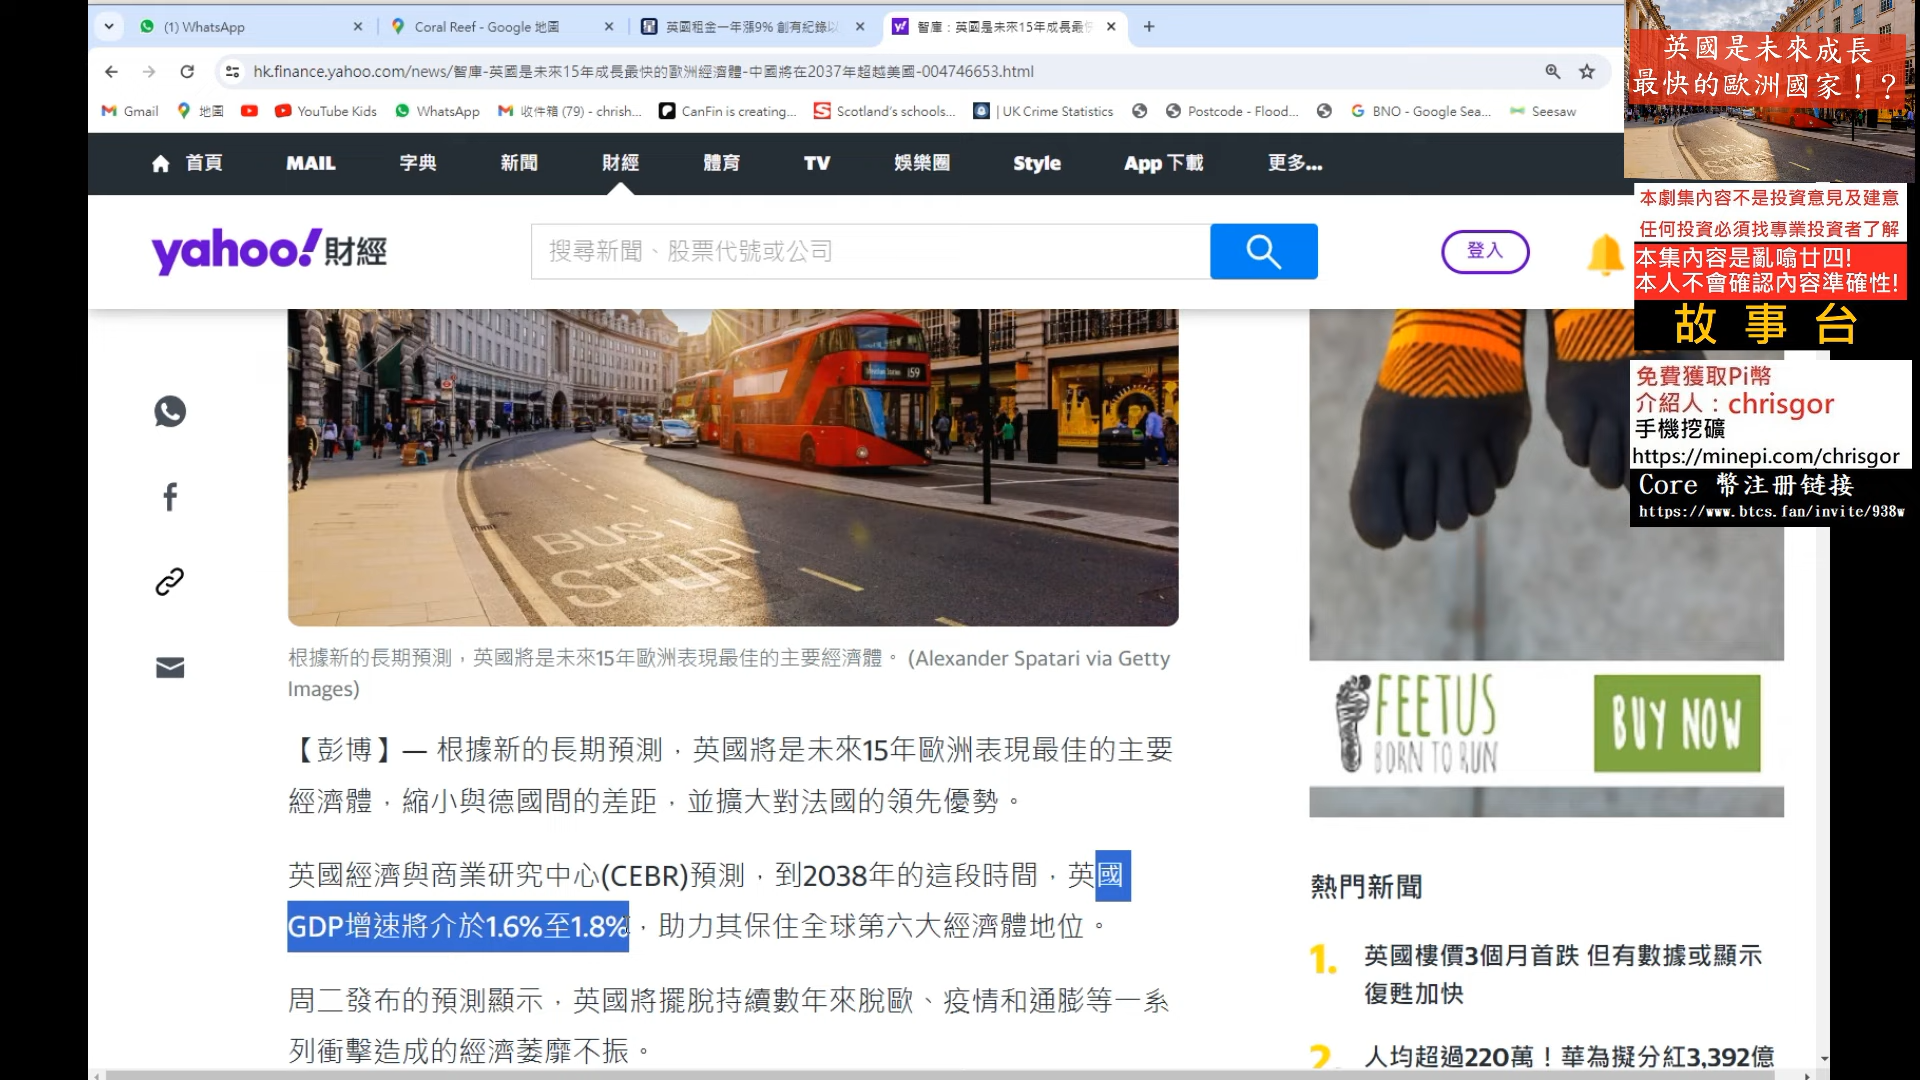 (1) WhatsApp
Coral Reef - Google 地圖
英國租金一年漲9% 創有紀錄以
智庫：英國是未來15年成長最快
hk.finance.yahoo.com/news/智庫-英國是未來15年成長最快的歐洲經濟體-中國將在2037年超越美國-004746653.html
Gmail
地圖
YouTube Kids
WhatsApp
收件箱 (79) - chrish...
CanFin is creating...
Scotland's schools...
| UK Crime Statistics
Postcode - Flood...
BNO - Google Sea...
Seesaw
首頁
MAIL
字典
新聞
財經
體育
TV
娛樂圈
Style
App 下載
更多...
yahoo!財經
搜尋新聞、股票代號或公司
登入
159
BUS
STOP
根據新的長期預測，英國將是未來15年歐洲表現最佳的主要經濟體。 (Alexander Spatari via Getty
Images)
【彭博】— 根據新的長期預測，英國將是未來15年歐洲表現最佳的主要
經濟體，縮小與德國間的差距，並擴大對法國的領先優勢。
英國經濟與商業研究中心(CEBR)預測，到2038年的這段時間，英國
GDP增速將介於1.6%至1.8%，助力其保住全球第六大經濟體地位。
周二發布的預測顯示，英國將擺脫持續數年來脫歐、疫情和通膨等一系
列衝擊造成的經濟萎靡不振。
FEETUS
BORN TO RUN
BUY NOW
熱門新聞
1. 英國樓價3個月首跌 但有數據或顯示
復甦加快
2. 人均超過220萬！華為擬分紅3,392億
英國是未來成長
最快的歐洲國家！？
本劇集內容不是投資意見及建意
任何投資必須找專業投資者了解
本集內容是亂噏廿四!
本人不會確認內容準確性!
故事台
免費獲取Pi幣
介紹人：chrisgor
手機挖礦
https://minepi.com/chrisgor
Core 幣注册链接
https://www.btcs.fan/invite/938w